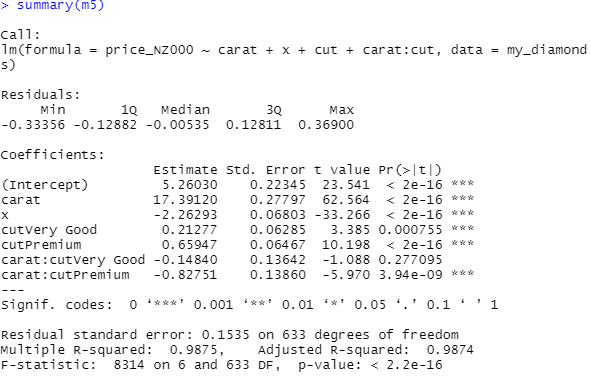 > summary(m5)
Call:
lm(formula = price_NZ000 ~ carat + x + cut + carat:cut, data = my_diamond
s)
Residuals:
     Min       1Q   Median       3Q      Max
-0.33356 -0.12882 -0.00535  0.12811  0.36900
Coefficients:
                   Estimate Std. Error t value Pr(>|t|)
(Intercept)         5.26030    0.22345  23.541  < 2e-16 ***
carat              17.39120    0.27797  62.564  < 2e-16 ***
x                  -2.26293    0.06803 -33.266  < 2e-16 ***
cutVery Good        0.21277    0.06285   3.385 0.000755 ***
cutPremium          0.65947    0.06467  10.198  < 2e-16 ***
carat:cutVery Good -0.14840    0.13642  -1.088 0.277095
carat:cutPremium   -0.82751    0.13860  -5.970 3.94e-09 ***
---
Signif. codes:  0 ‘***’ 0.001 ‘**’ 0.01 ‘*’ 0.05 ‘.’ 0.1 ‘ ’ 1
Residual standard error: 0.1535 on 633 degrees of freedom
Multiple R-squared:  0.9875,	Adjusted R-squared:  0.9874
F-statistic:  8314 on 6 and 633 DF,  p-value: < 2.2e-16